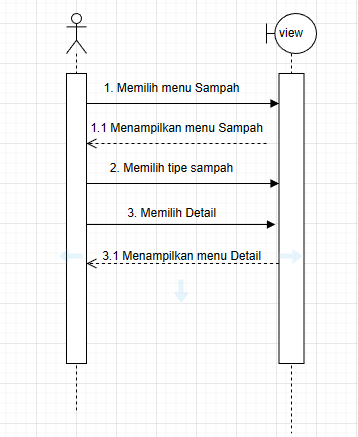 view
1. Memilih menu Sampah
1.1 Menampilkan menu Sampah
2. Memilih tipe sampah
3. Memilih Detail
3.1 Menampilkan menu Detail